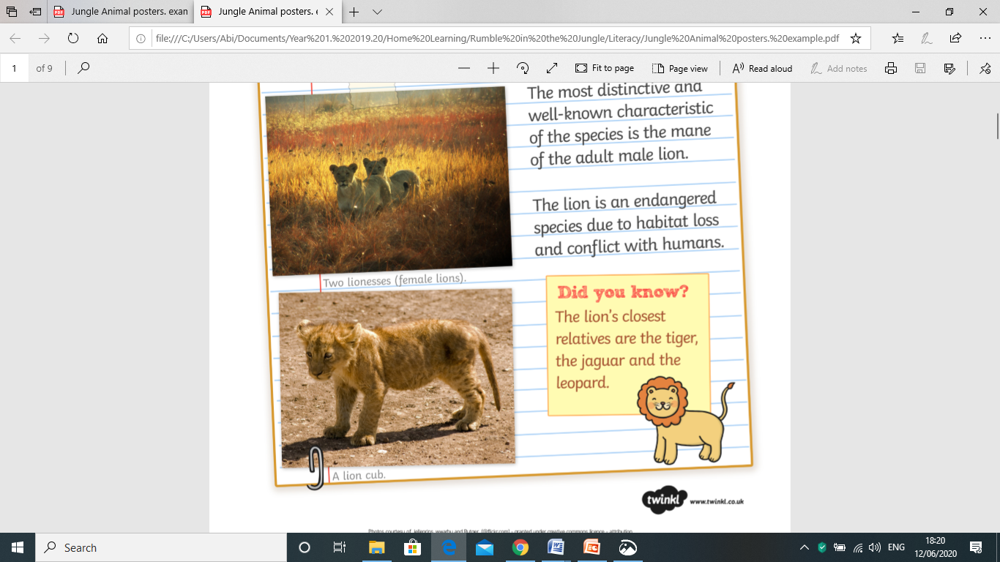 Jungle Animal posters. exan
Jungle Animal posters. e
file:///C:/Users/Abi/Documents/Year%201.%202019.20/Home%20Learning/Rumble%20in%20the%20Jungle/Literacy/Jungle%20Animal%20posters.%20example.pdf
1 of 9
Fit to page
Page view
Read aloud
Add notes
The most distinctive and
well-known characteristic
of the species is the mane
of the adult male lion.
The lion is an endangered
species due to habitat loss
and conflict with humans.
Two lionesses (female lions).
Did you know?
The lion's closest
relatives are the tiger,
the jaguar and the
leopard.
A lion cub.
twinkl www.twinkl.co.uk
Photos courtesy of
granted under creative commons licence - attribution
Search
ENG
18:20
12/06/2020